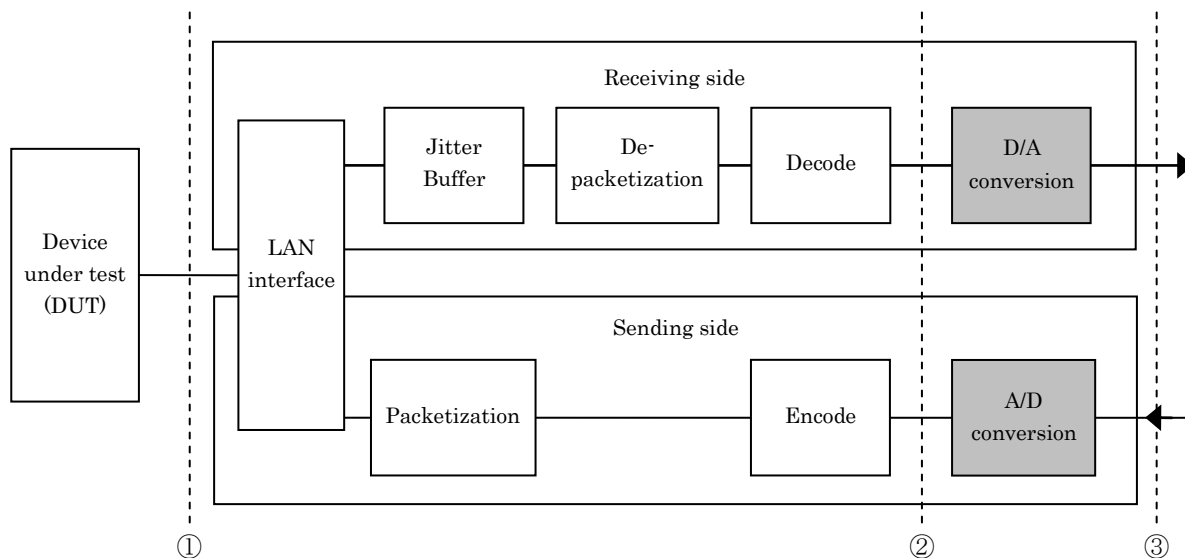 Receiving side
Jitter
Buffer
De-
packetization
Decode
D/A
conversion
Device
under test
(DUT)
LAN
interface
Sending side
Packetization
Encode
A/D
conversion
①
②
③